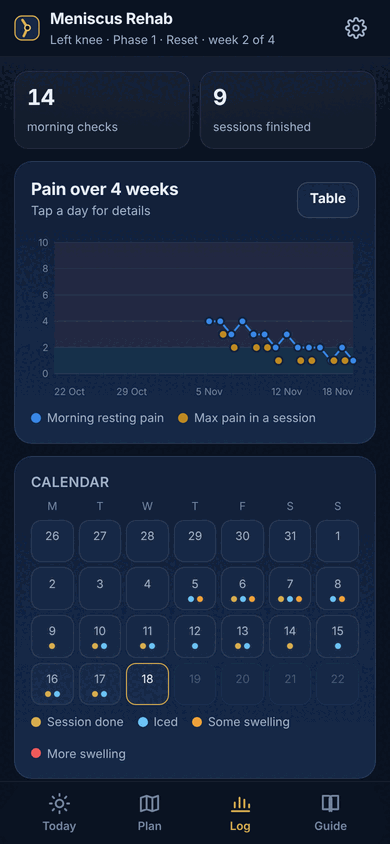 Meniscus Rehab
Left knee · Phase 1 · Reset · week 2 of 4
14
morning checks
9
sessions finished
Pain over 4 weeks
Tap a day for details
Table
10
8
6
4
2
0
22 Oct 29 Oct 5 Nov 12 Nov 18 Nov
Morning resting pain Max pain in a session
CALENDAR
M T W T F S S
26 27 28 29 30 31 1
2 3 4 5 6 7 8
9 10 11 12 13 14 15
16 17 18 19 20 21 22
Session done Iced Some swelling
More swelling
Today Plan Log Guide